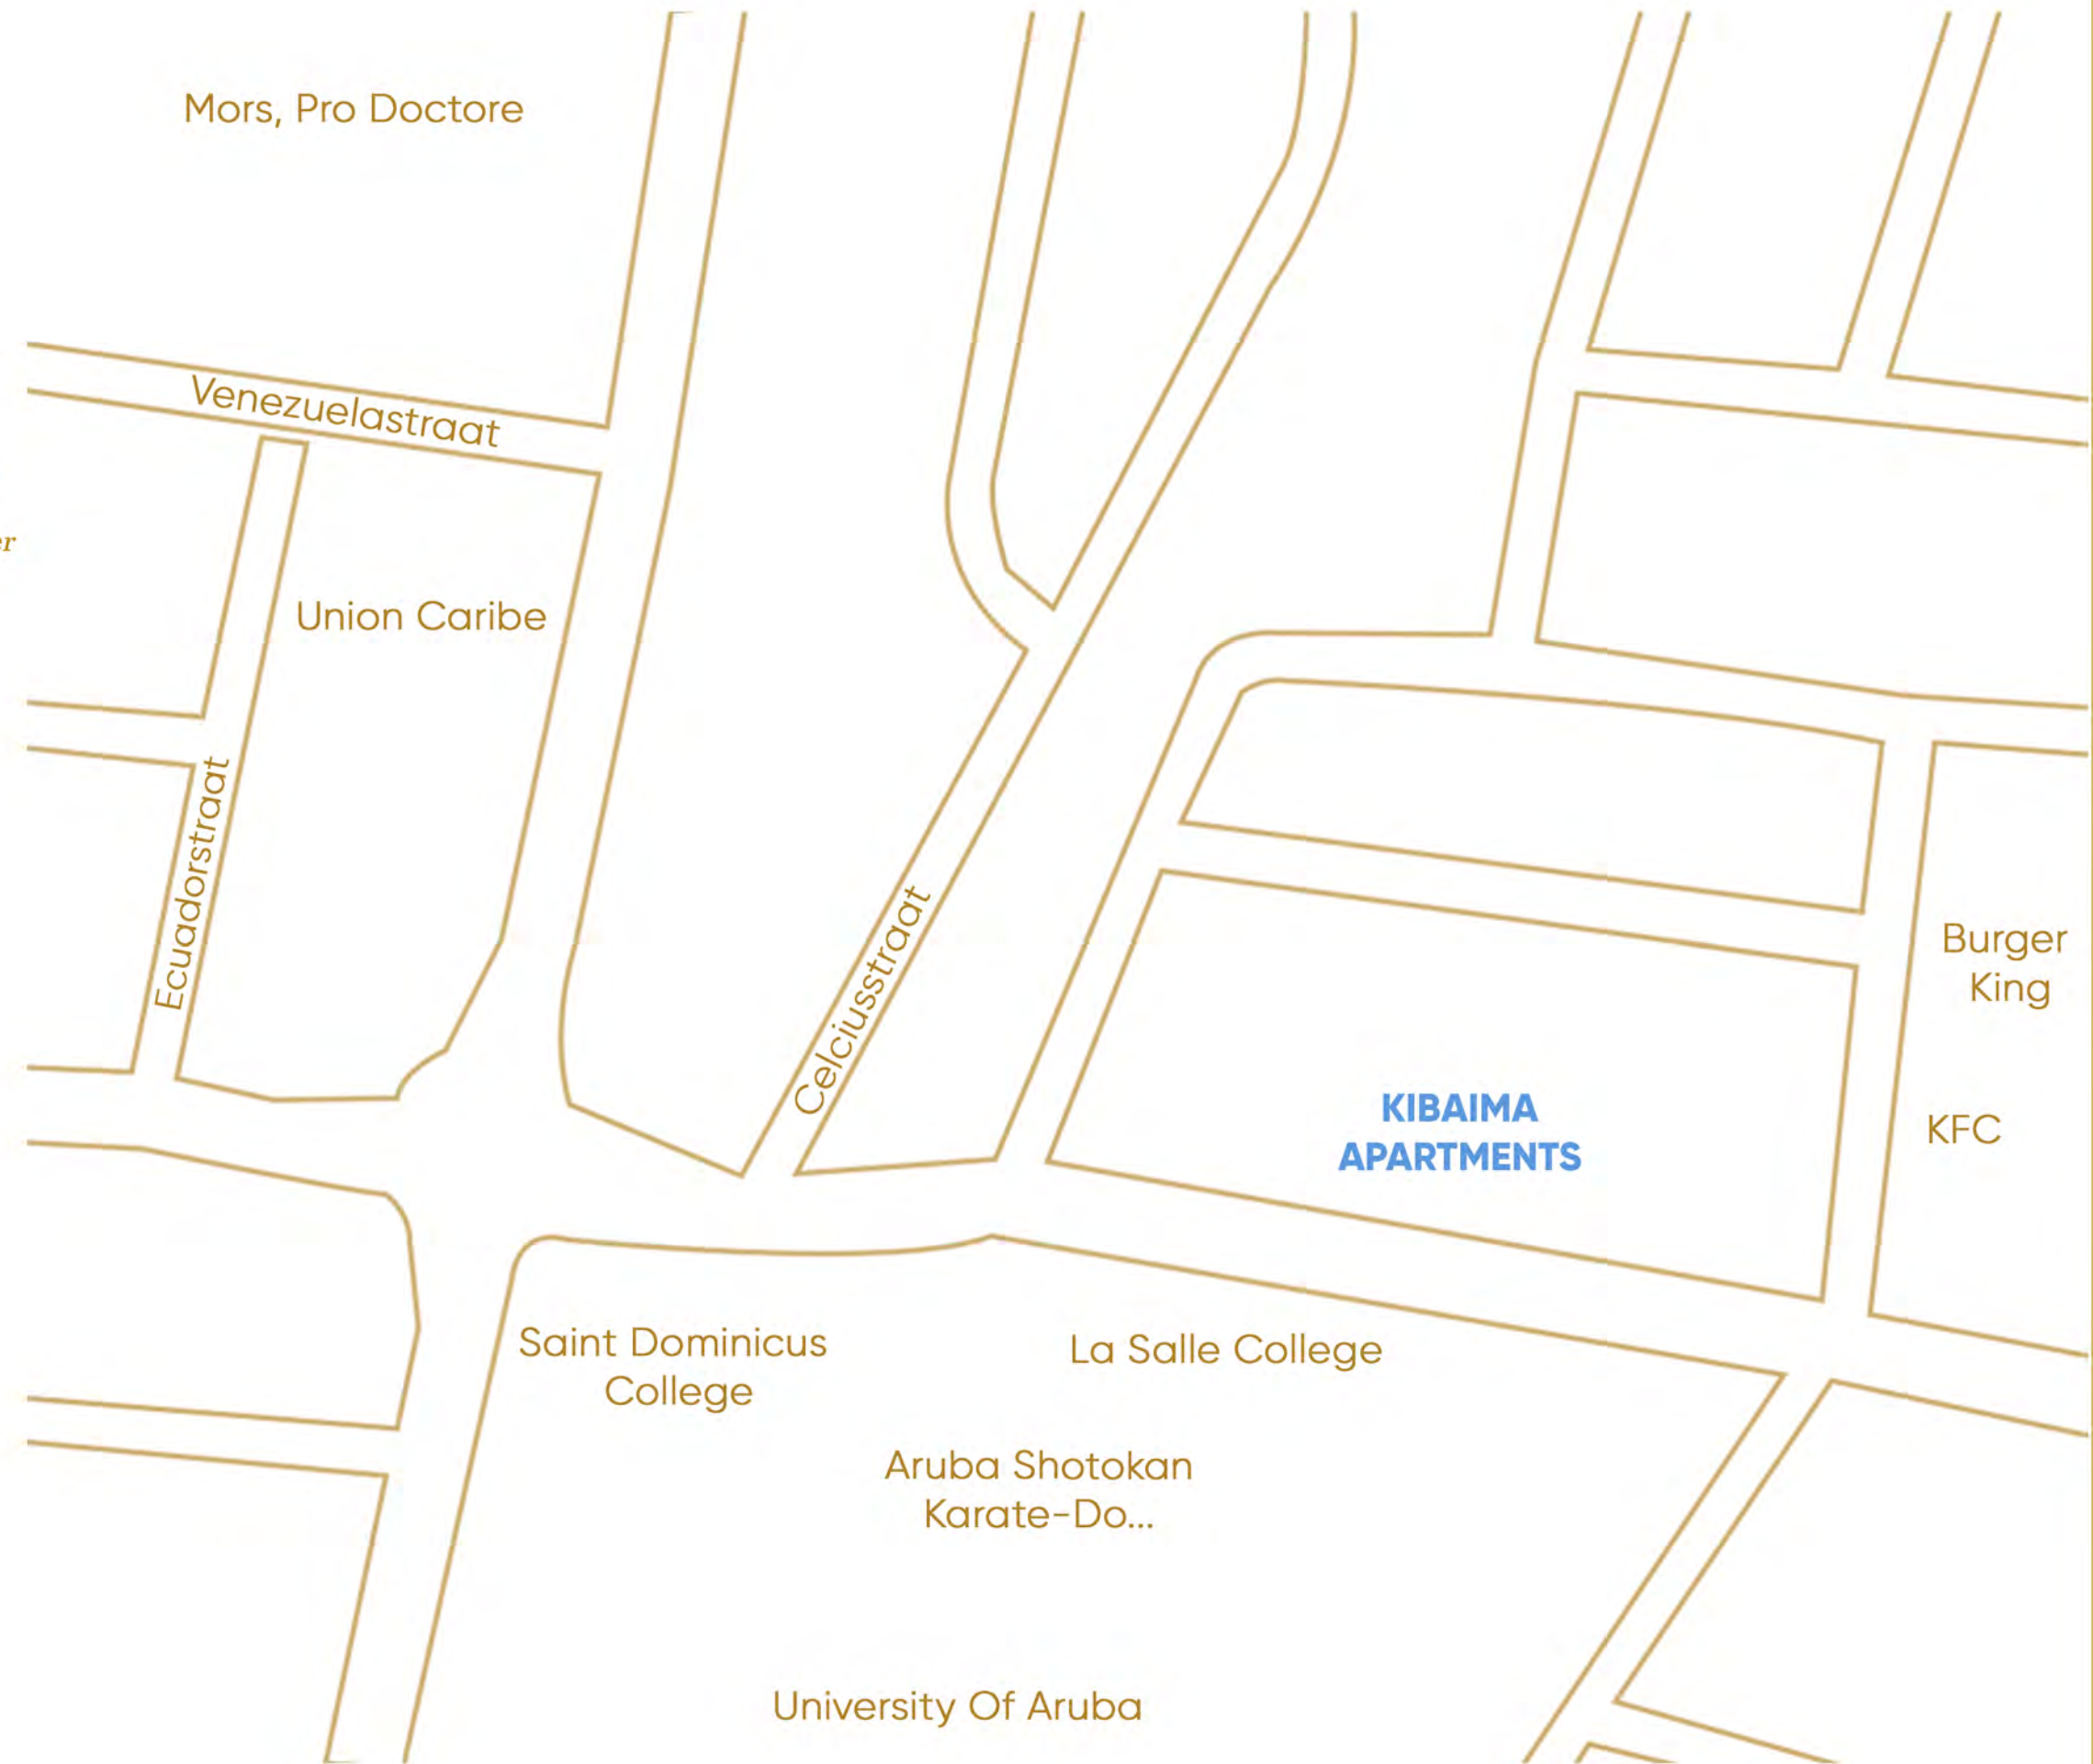 Mors, Pro Doctore
Venezuelastraat
er
Union Caribe
Ecuadorstraat
Celciusstraat
Burger
King
KIBAIMA
APARTMENTS
KFC
Saint Dominicus
College
La Salle College
Aruba Shotokan
Karate-Do...
University Of Aruba